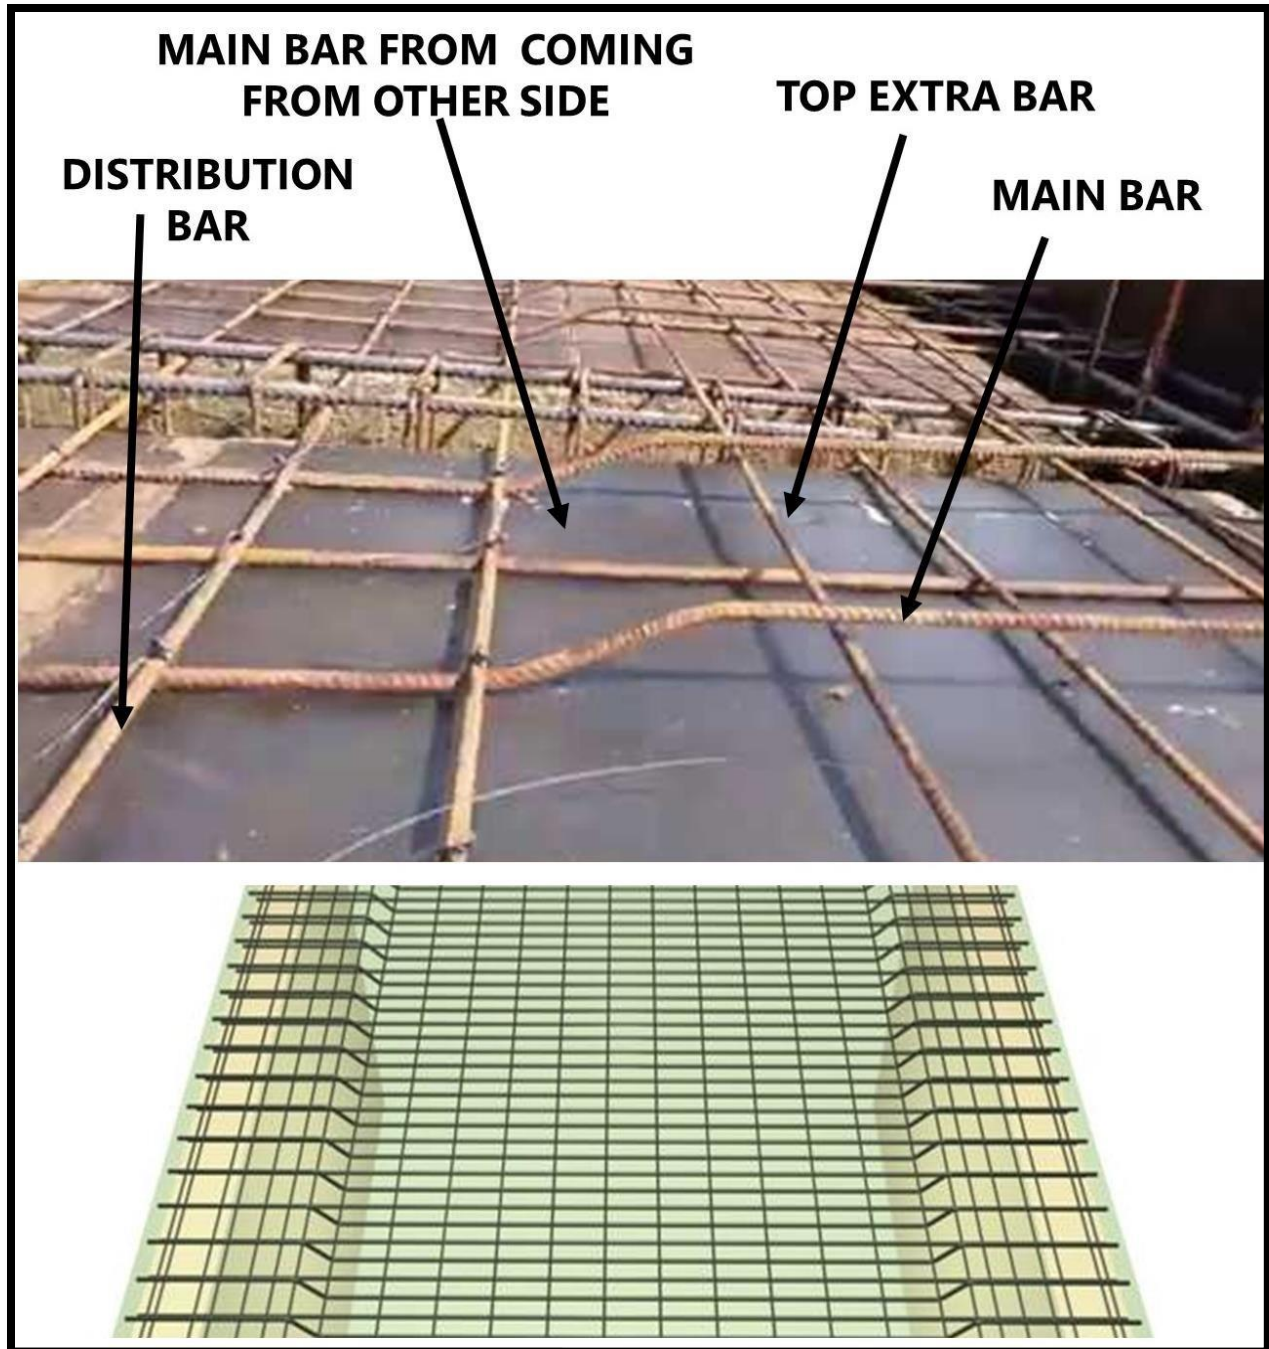 MAIN BAR FROM  COMING
FROM OTHER SIDE
TOP EXTRA BAR
DISTRIBUTION
BAR
MAIN BAR